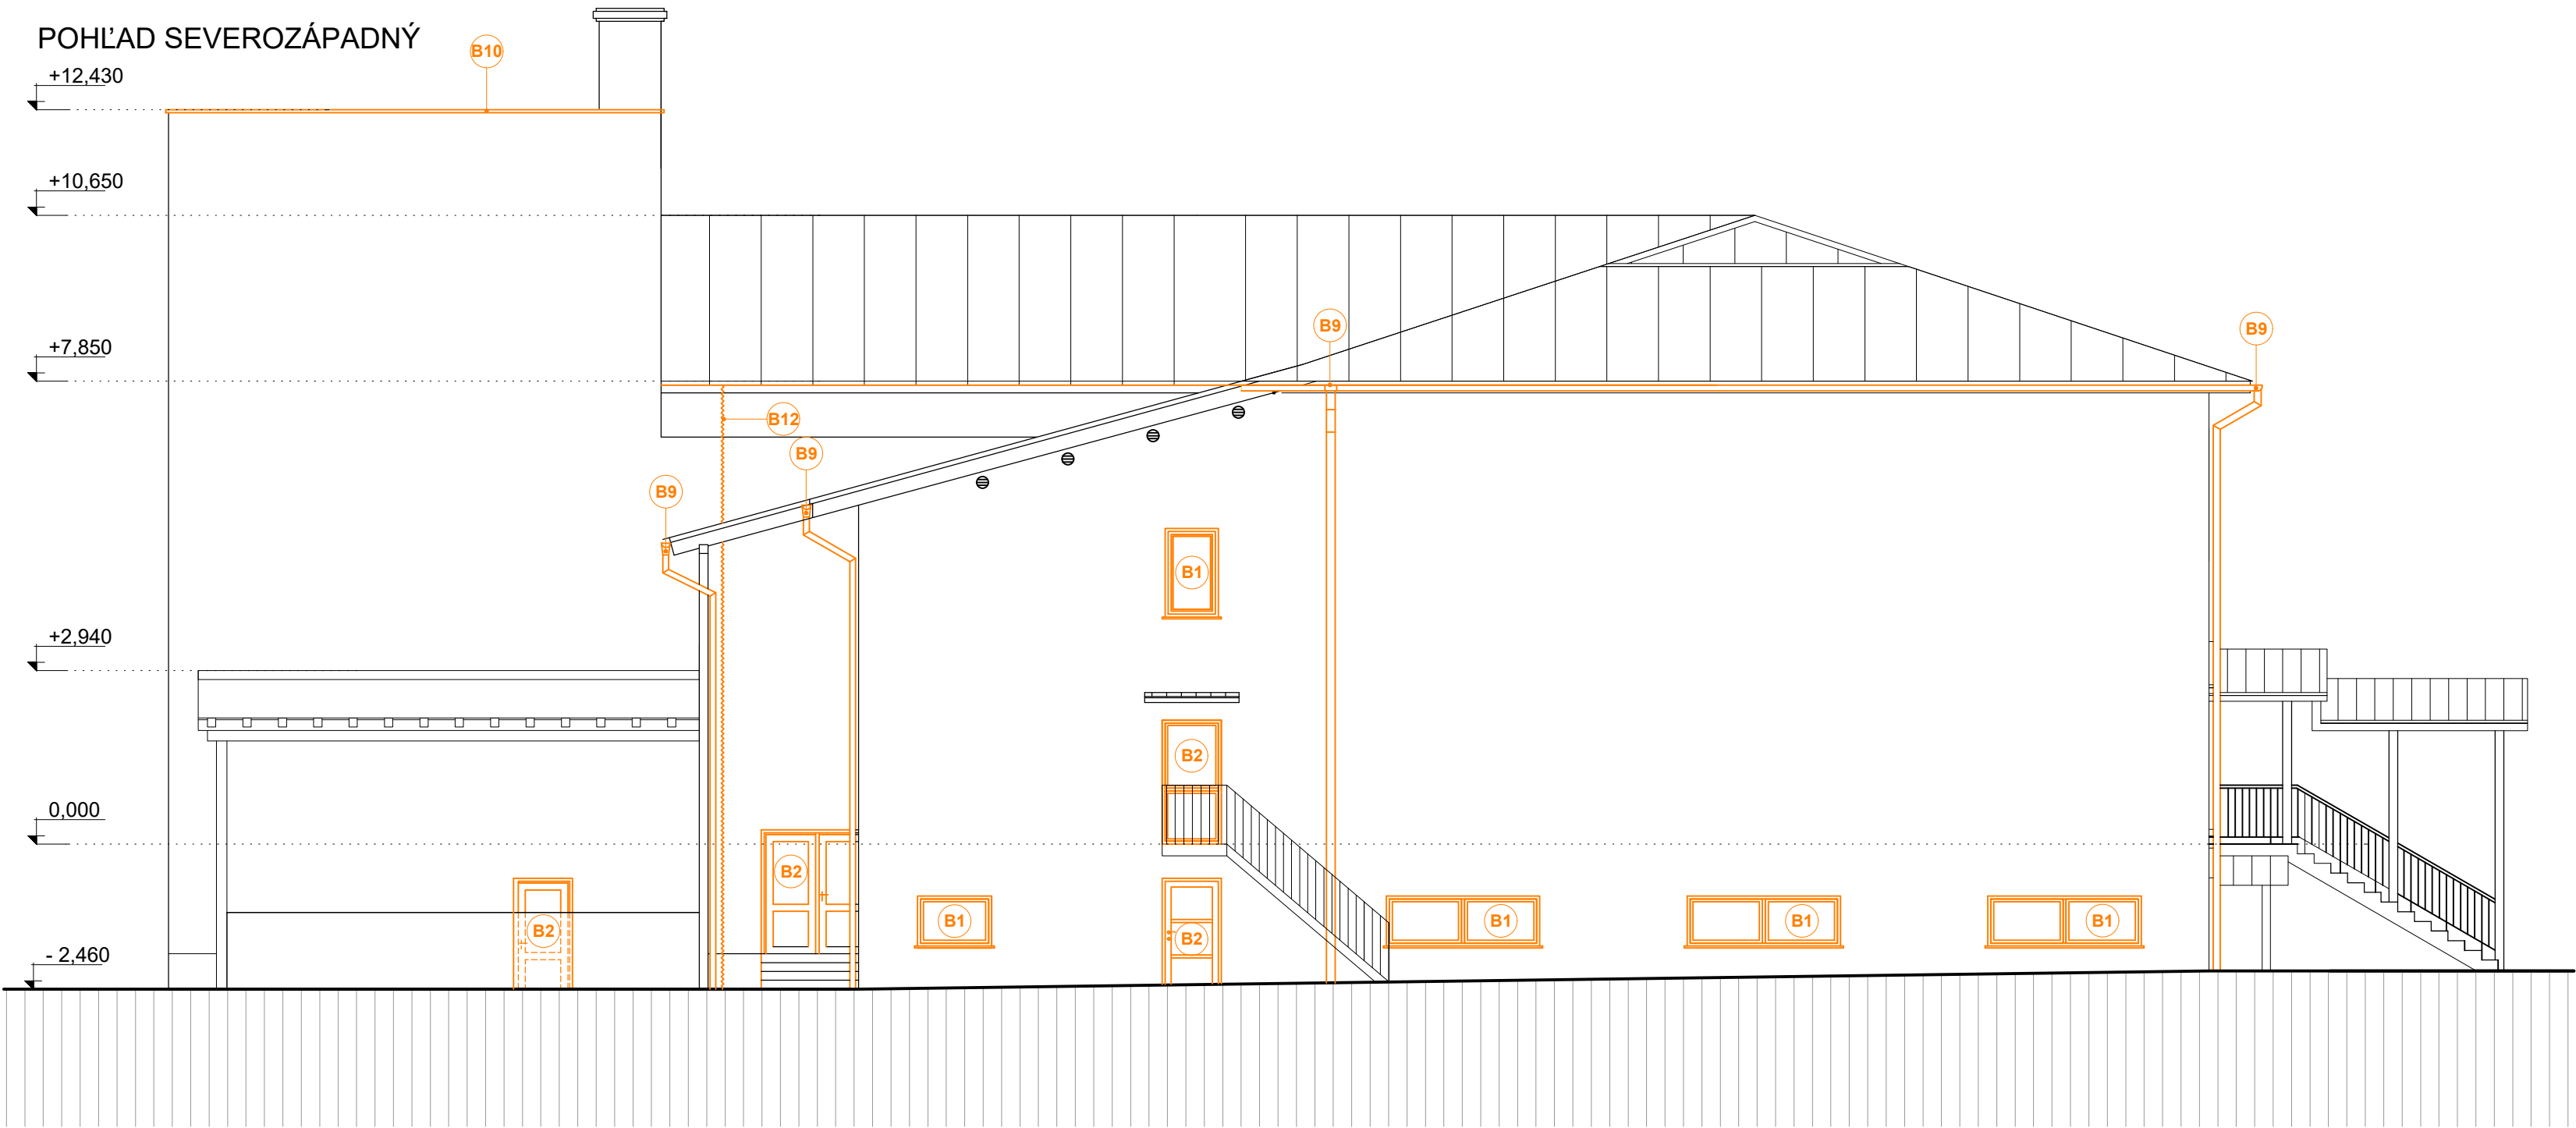 POHĽAD SEVEROZÁPADNÝ
B10
+12,430
+10,650
B9
B9
+7,850
B12
B9
B9
B1
+2,940
B2
0,000
B2
B1
B1
B1
B1
B2
B2
- 2,460